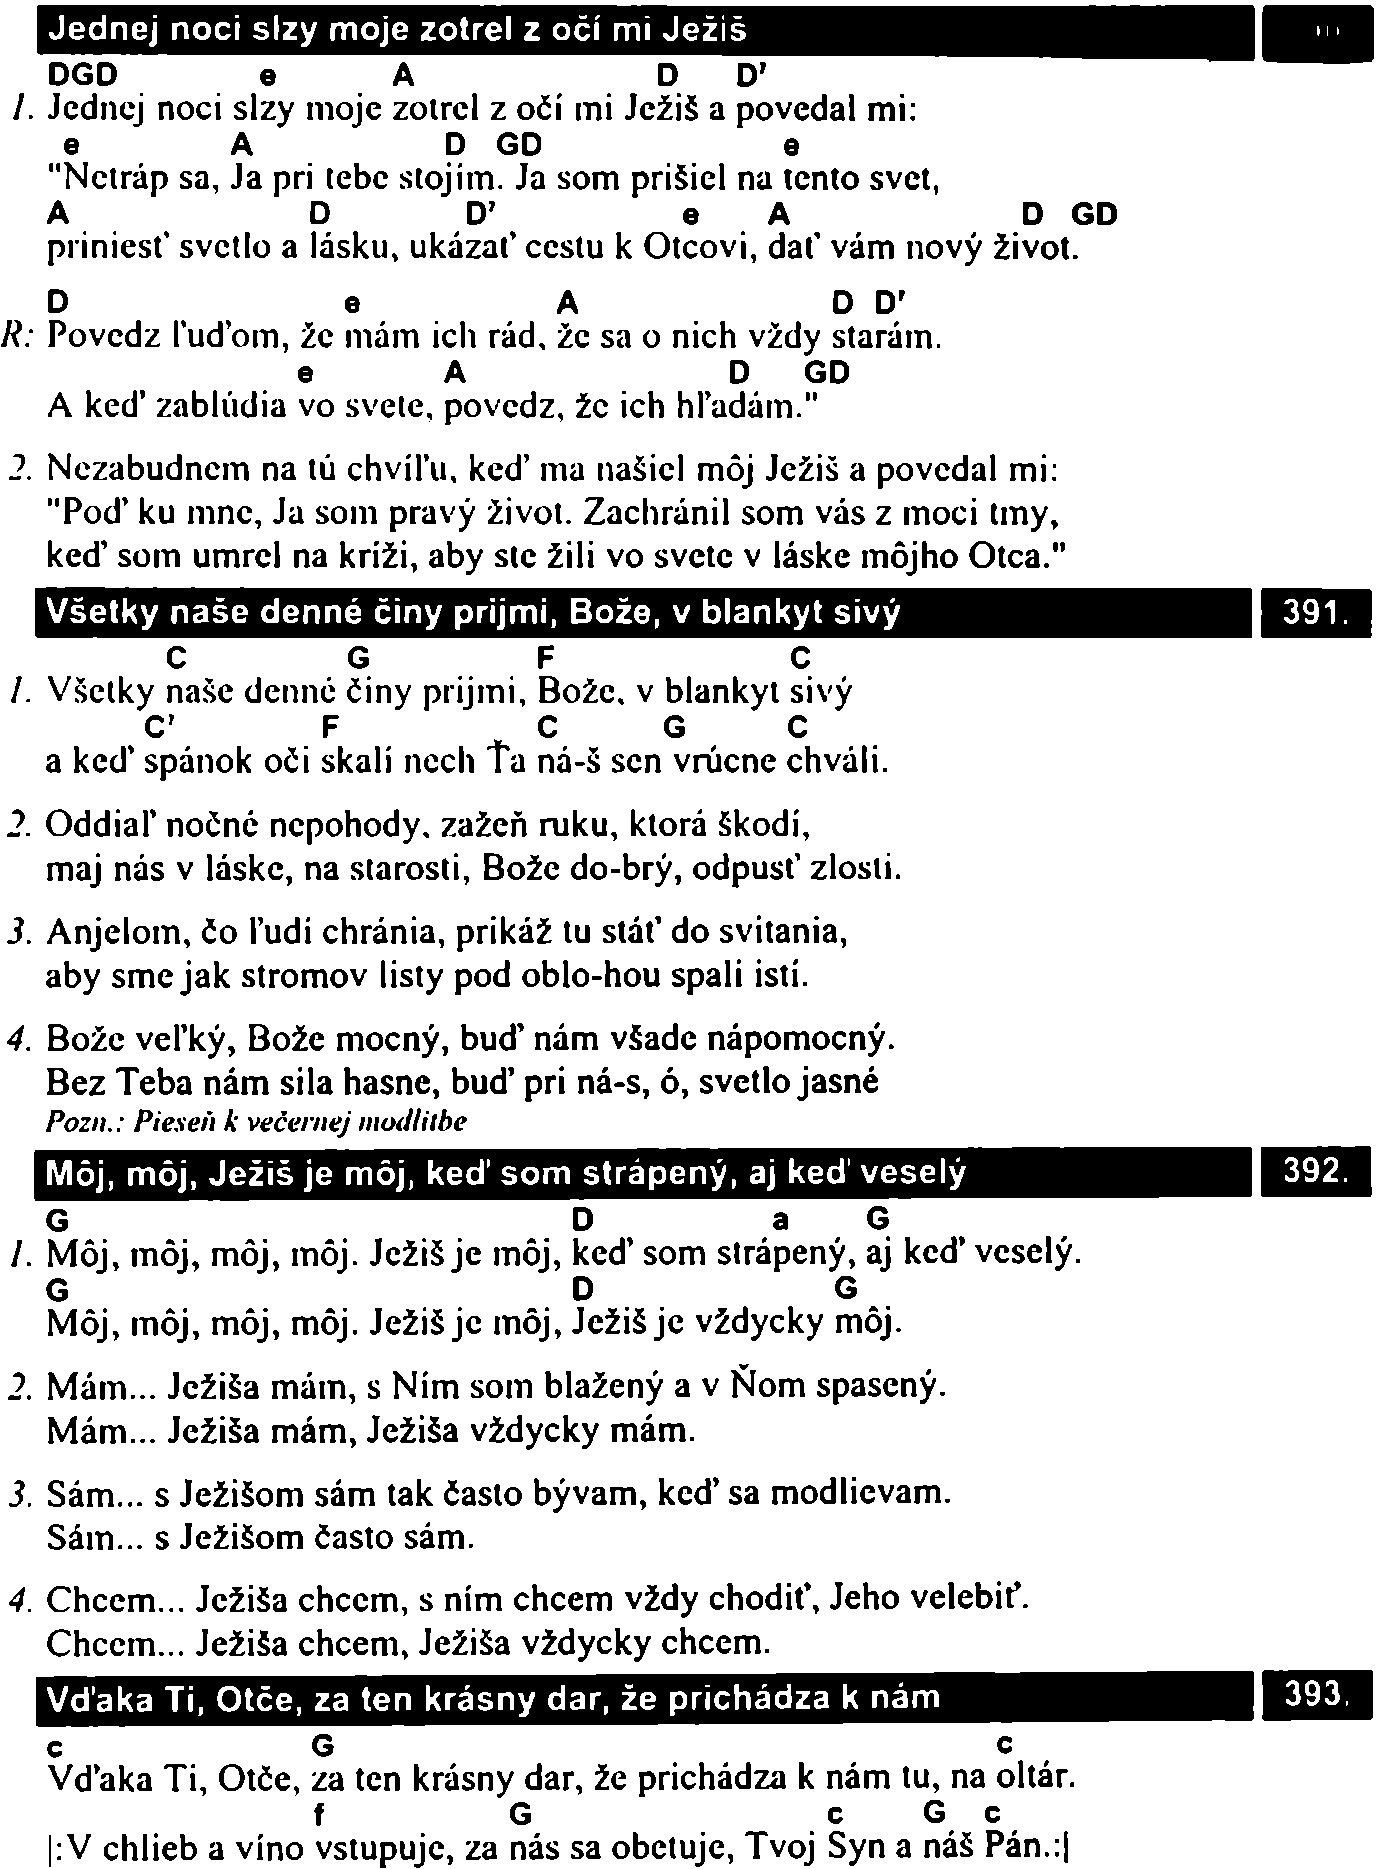 Jednej noci slzy moje zotrel z očí mi Ježiš
DGD e A D D'
1. Jednej noci slzy moje zotrel z očí mi Ježiš a povedal mi:
e A D GD e
"Netráp sa, Ja pri tebe stojím. Ja som prišiel na tento svet,
A D D' e A D GD
priniesť svetlo a lásku, ukázať cestu k Otcovi, dať vám nový život.
D e A D D'
R: Povedz ľuďom, že mám ich rád, že sa o nich vždy starám.
e A D GD
A keď zablúdia vo svete, povedz, že ich hľadám."
2. Nezabudnem na tú chvíľu, keď ma našiel môj Ježiš a povedal mi:
"Poď ku mne, Ja som pravý život. Zachránil som vás z moci tmy,
keď som umrel na kríži, aby ste žili vo svete v láske môjho Otca."
Všetky naše denné činy prijmi, Bože, v blankyt sivý 391.
C G F C
1. Všetky naše denné činy prijmi, Bože, v blankyt sivý
C' F C G C
a keď spánok oči skalí nech Ťa ná-š sen vrúcne chváli.
2. Oddiaľ nočné nepohody, zažeň ruku, ktorá škodí,
maj nás v láske, na starosti, Bože do-brý, odpusť zlosti.
3. Anjelom, čo ľudí chránia, prikáž tu stáť do svitania,
aby sme jak stromov listy pod oblo-hou spali istí.
4. Bože veľký, Bože mocný, buď nám všade nápomocný.
Bez Teba nám sila hasne, buď pri ná-s, ó, svetlo jasné
Pozn.: Pieseň k večernej modlitbe
Môj, môj, Ježiš je môj, keď som strápený, aj keď veselý 392.
G D a G
1. Môj, môj, môj, môj. Ježiš je môj, keď som strápený, aj keď veselý.
G D G
Môj, môj, môj, môj. Ježiš je môj, Ježiš je vždycky môj.
2. Mám... Ježiša mám, s Ním som blažený a v Ňom spasený.
Mám... Ježiša mám, Ježiša vždycky mám.
3. Sám... s Ježišom sám tak často bývam, keď sa modlievam.
Sám... s Ježišom často sám.
4. Chcem... Ježiša chcem, s ním chcem vždy chodiť, Jeho velebiť.
Chcem... Ježiša chcem, Ježiša vždycky chcem.
Vďaka Ti, Otče, za ten krásny dar, že prichádza k nám 393.
c G c
Vďaka Ti, Otče, za ten krásny dar, že prichádza k nám tu, na oltár.
f G c G c
|:V chlieb a víno vstupuje, za nás sa obetuje, Tvoj Syn a náš Pán.:|